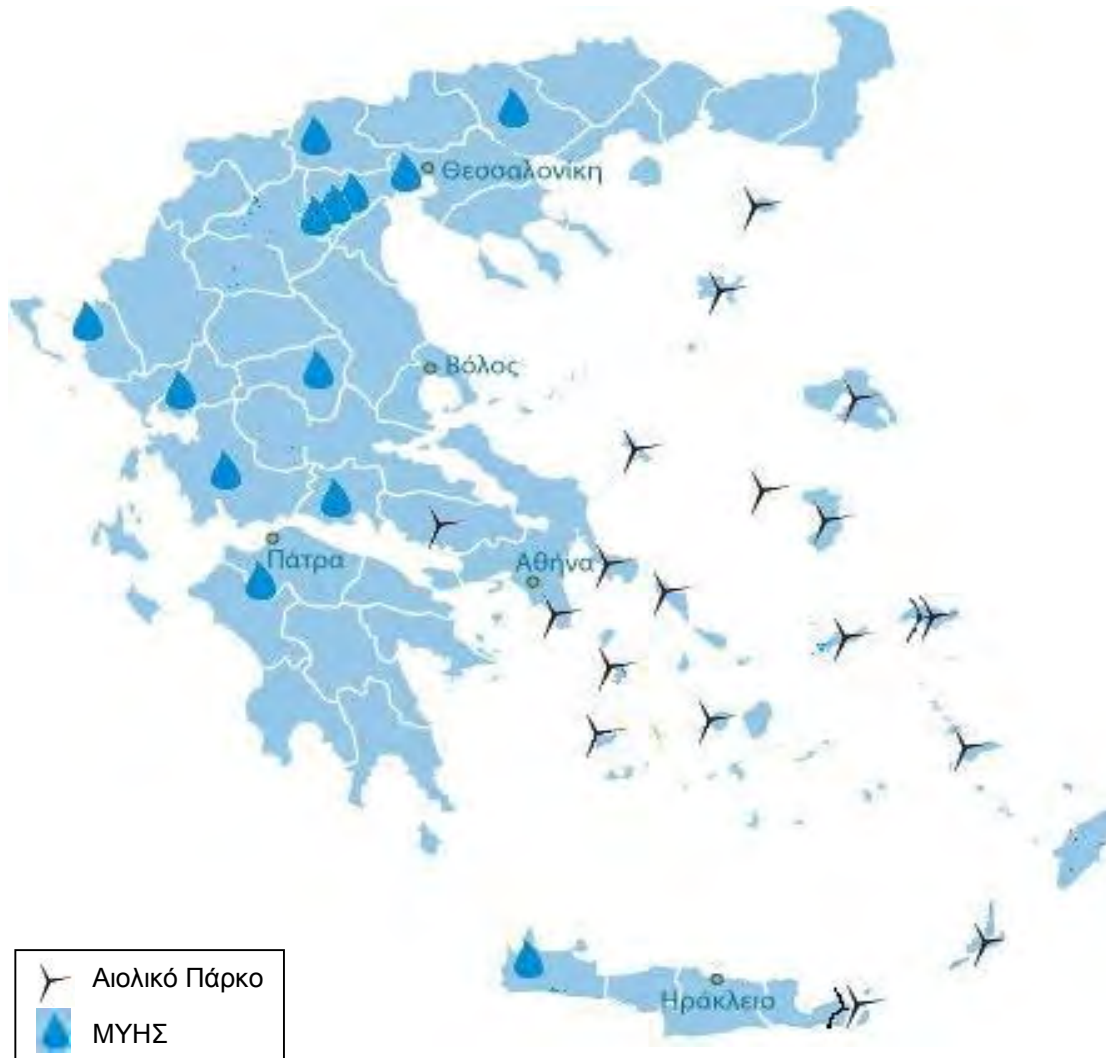 Θεσσαλονίκη
Βόλος
Πάτρα
Αθήνα
Ηράκλειο
Αιολικό Πάρκο
ΜΥΗΣ